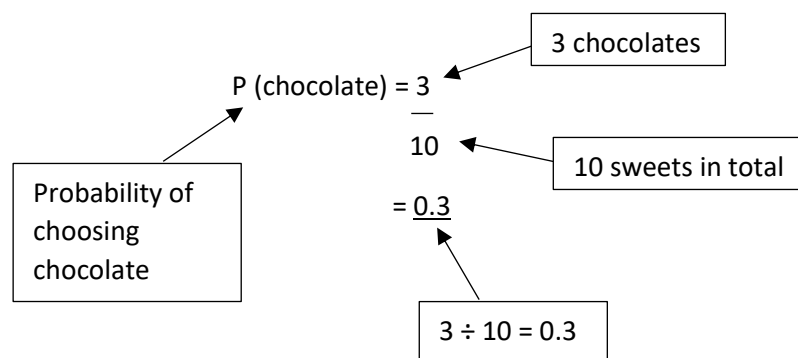 3 chocolates
P (chocolate) = 3
10
10 sweets in total
Probability of
choosing
chocolate
= 0.3
3 ÷ 10 = 0.3